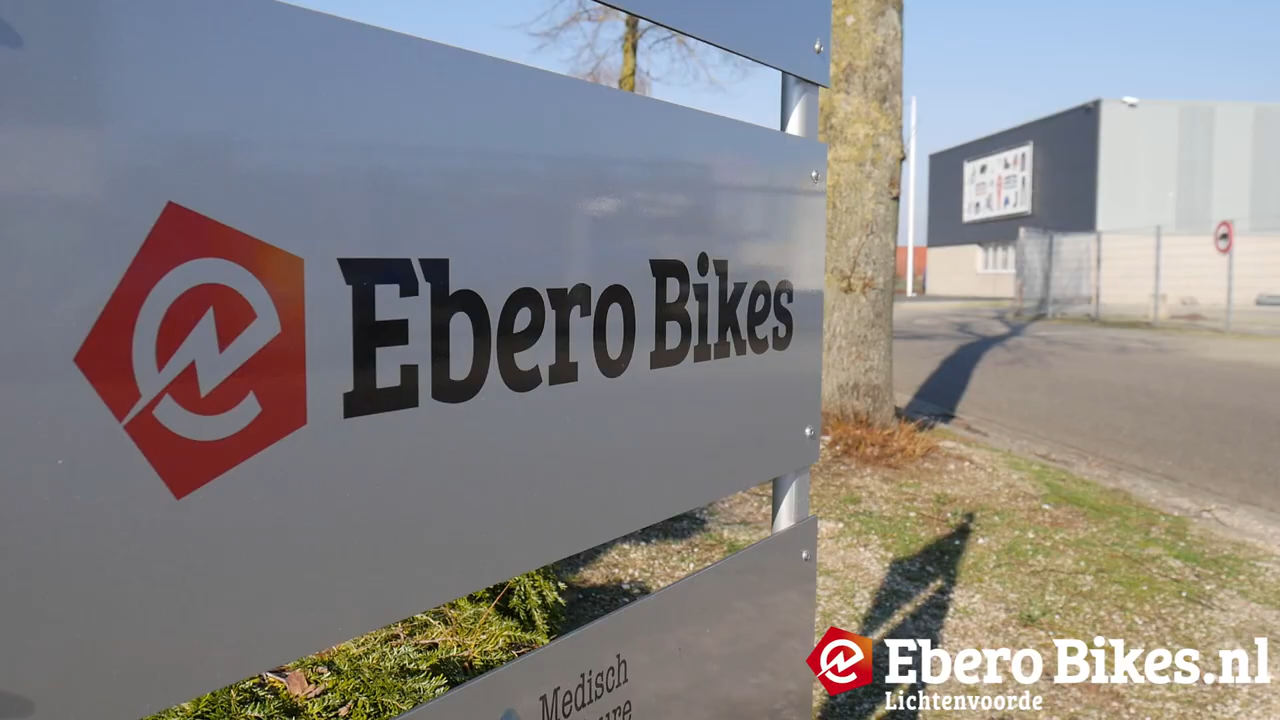 Ebero Bikes
Medisch
Ebero Bikes.nl
Lichtenvoorde